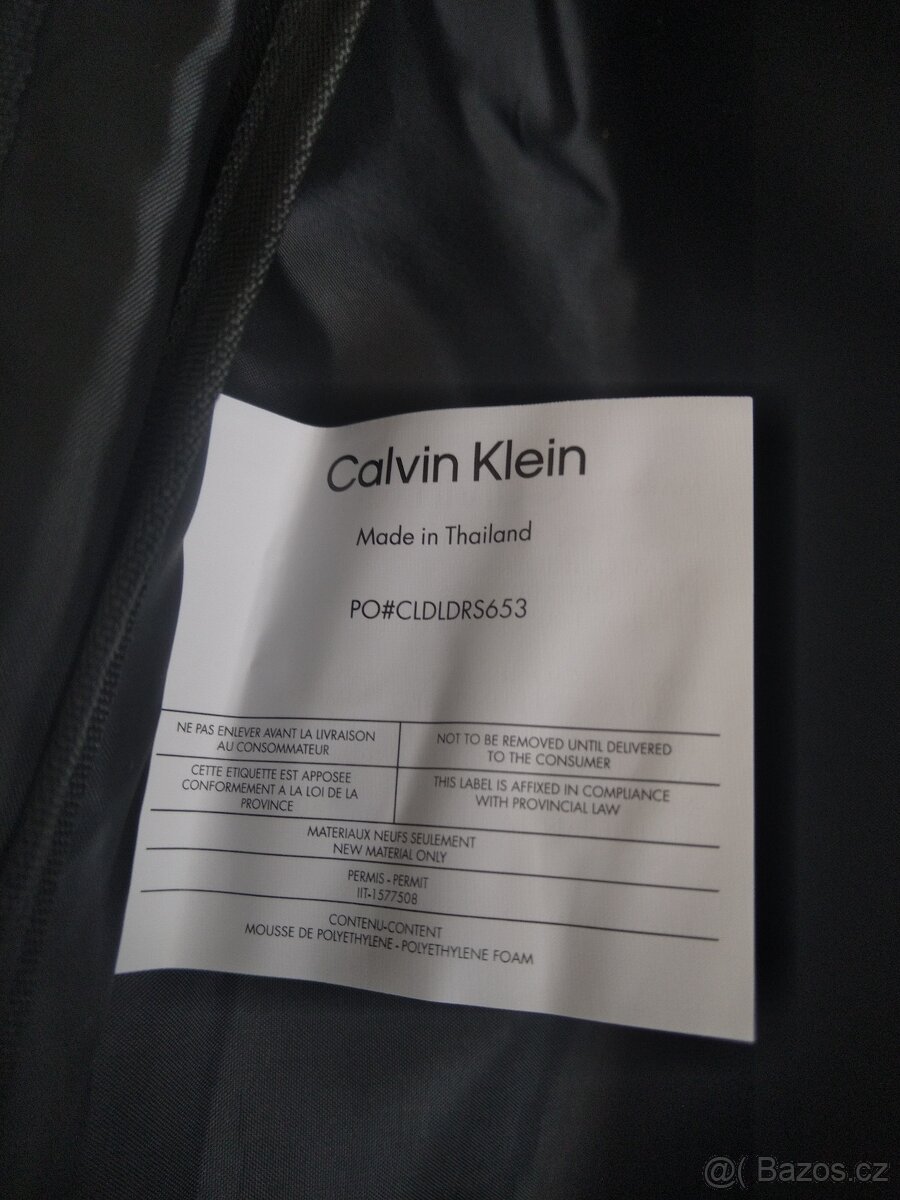 Calvin Klein
Made in Thailand
PO#CLDLDRS653
NE PAS ENLEVER AVANT LA LIVRAISON
AU CONSOMMATEUR
NOT TO BE REMOVED UNTIL DELIVERED
TO THE CONSUMER
CETTE ETIQUETTE EST APPOSEE
CONFORMEMENT A LA LOI DE LA
PROVINCE
THIS LABEL IS AFFIXED IN COMPLIANCE
WITH PROVINCIAL LAW
MATERIAUX NEUFS SEULEMENT
NEW MATERIAL ONLY
PERMIS - PERMIT
IIT-1577508
CONTENU-CONTENT
MOUSSE DE POLYETHYLENE - POLYETHYLENE FOAM
@( Bazos.cz